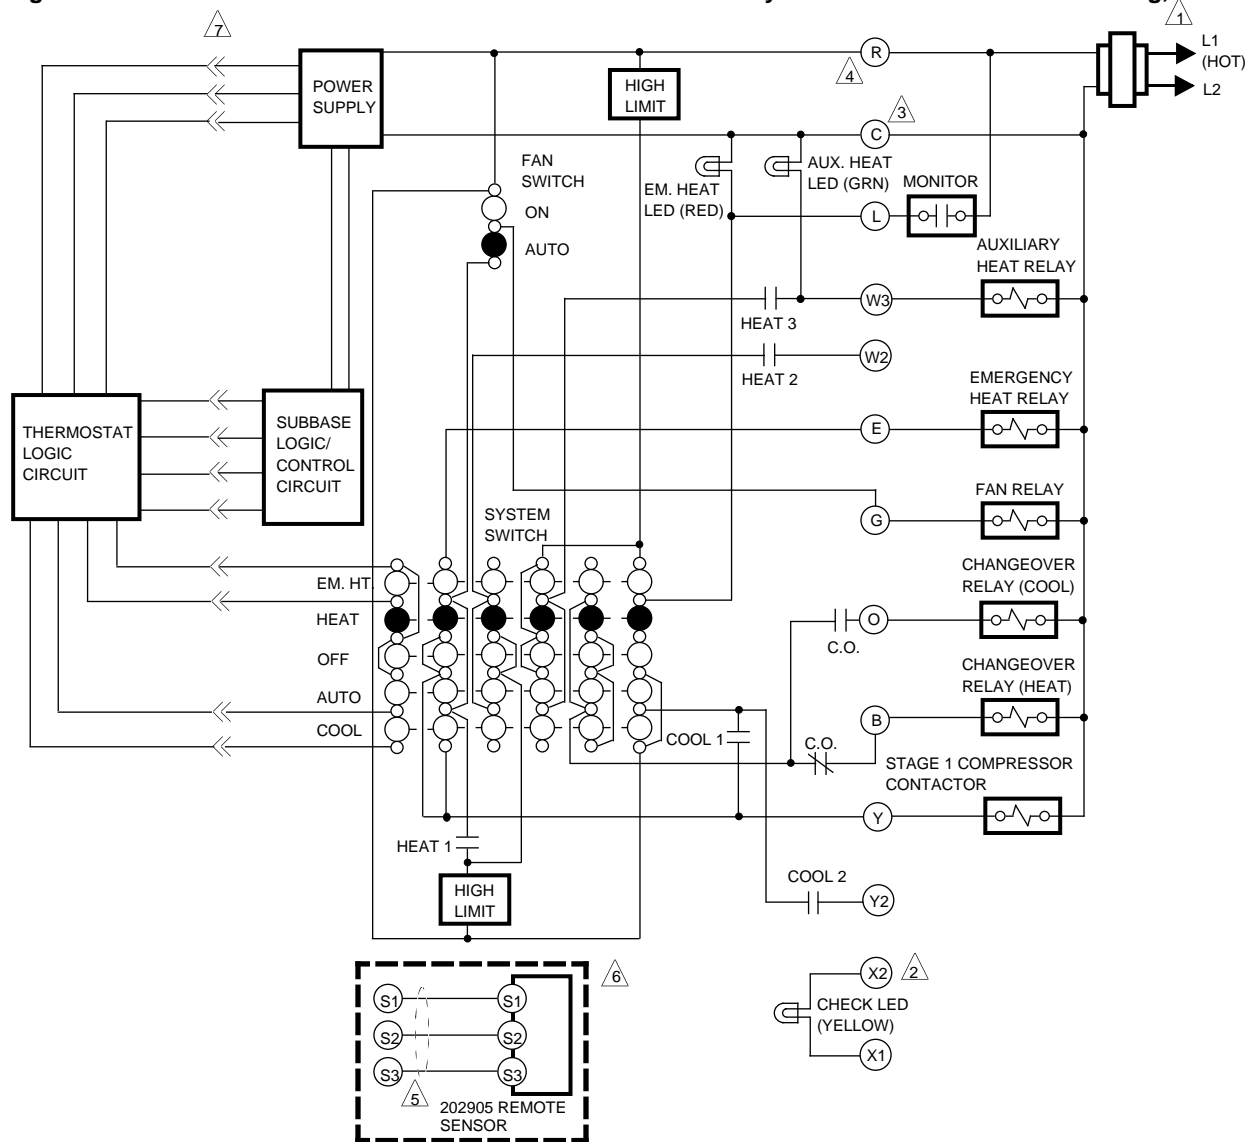 7
1
L1
(HOT)
L2
POWER
SUPPLY
HIGH
LIMIT
R
4
3
C
FAN
SWITCH
ON
AUTO
EM. HEAT
LED (RED)
AUX. HEAT
LED (GRN)
MONITOR
L
AUXILIARY
HEAT RELAY
W3
HEAT 3
W2
HEAT 2
EMERGENCY
HEAT RELAY
E
THERMOSTAT
LOGIC
CIRCUIT
SUBBASE
LOGIC/
CONTROL
CIRCUIT
FAN RELAY
G
SYSTEM
SWITCH
EM. HT.
HEAT
OFF
AUTO
COOL
CHANGEOVER
RELAY (COOL)
O
C.O.
CHANGEOVER
RELAY (HEAT)
B
C.O.
COOL 1
STAGE 1 COMPRESSOR
CONTACTOR
Y
HEAT 1
HIGH
LIMIT
COOL 2
Y2
6
S1
S1
S2
S2
S3
S3
5
202905 REMOTE
SENSOR
X2
2
CHECK LED
(YELLOW)
X1